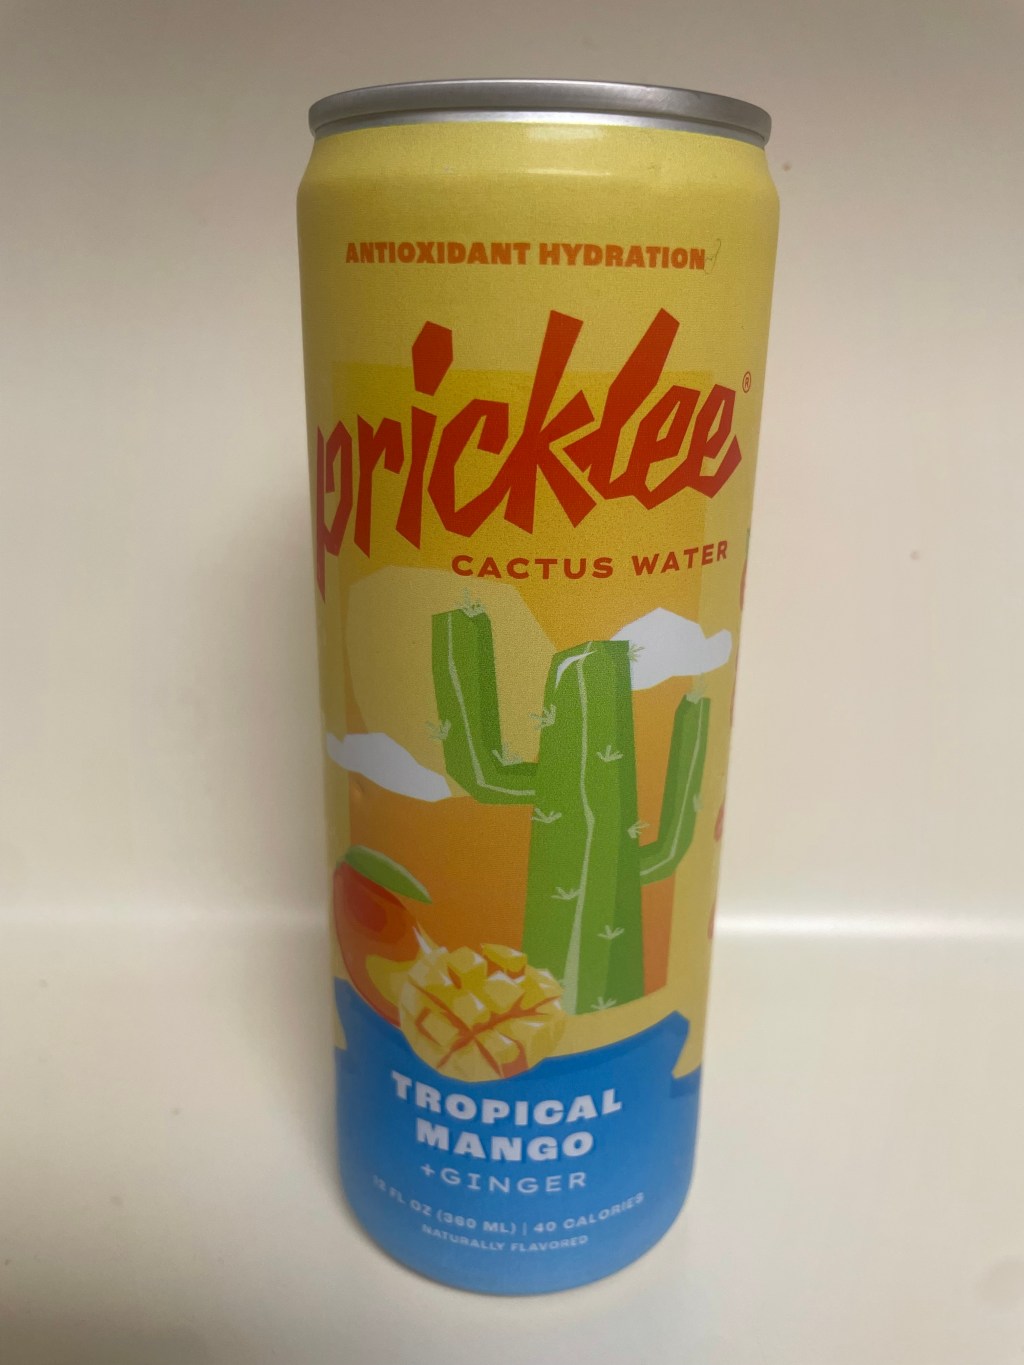 ANTIOXIDANT HYDRATION
pricklee®
CACTUS WATER
TROPICAL
MANGO
+GINGER
12 FL OZ (360 ML) | 40 CALORIES
NATURALLY FLAVORED